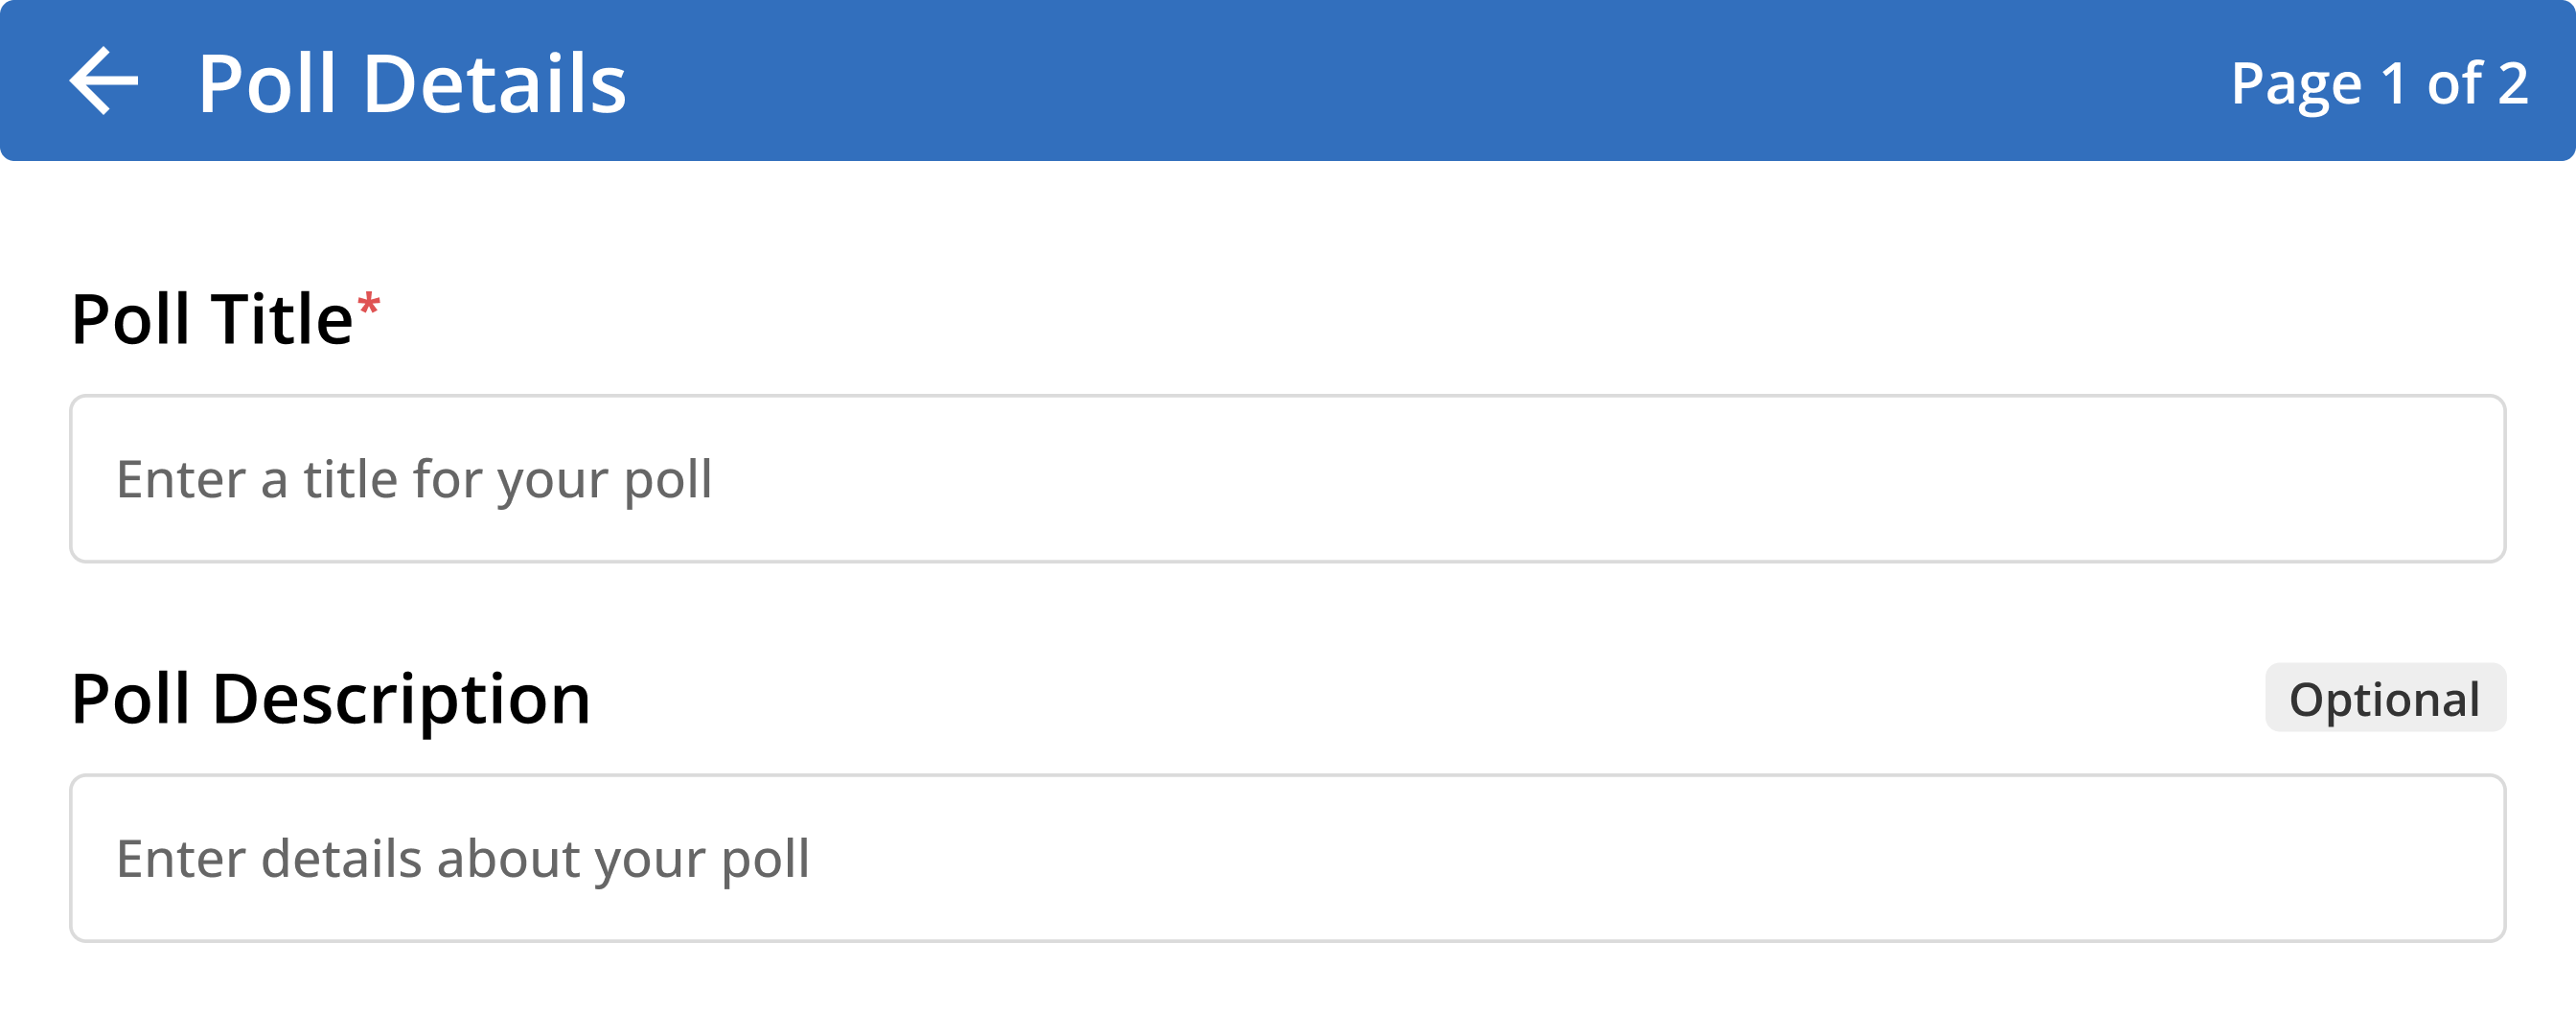 Poll Details
Page 1 of 2
Poll Title*
Enter a title for your poll
Poll Description
Optional
Enter details about your poll